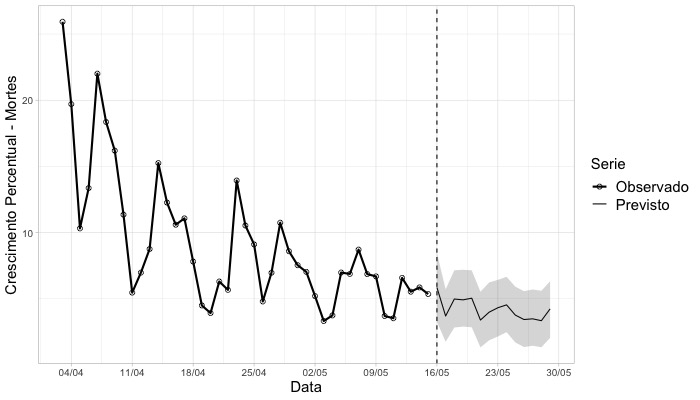 Crescimento Percentual - Mortes
20
10
04/04
11/04
18/04
25/04
02/05
09/05
16/05
23/05
30/05
Data
Serie
Observado
Previsto